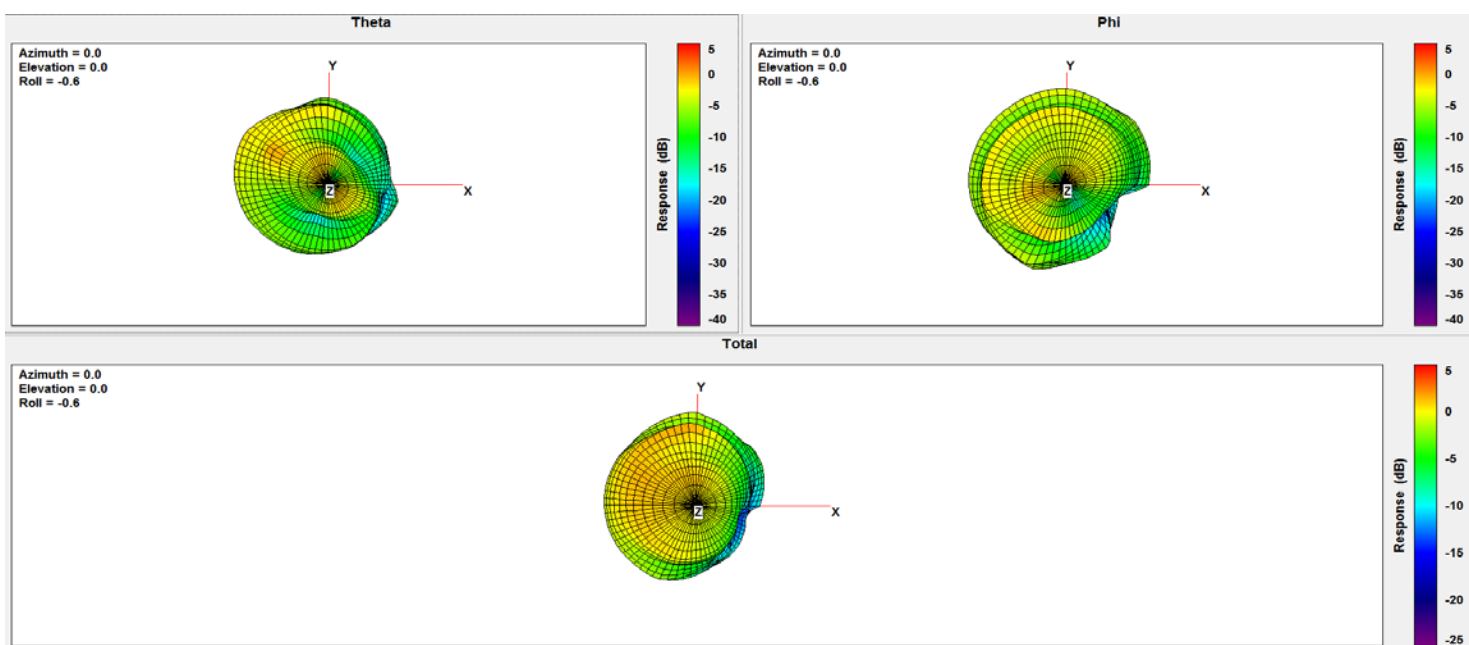 Theta
Azimuth = 0.0
Elevation = 0.0
Roll = -0.6
Y
X
Z
5
0
-5
-10
-15
-20
-25
-30
-35
-40
Response (dB)
Phi
Azimuth = 0.0
Elevation = 0.0
Roll = -0.6
Y
X
Z
5
0
-5
-10
-15
-20
-25
-30
-35
-40
Response (dB)
Total
Azimuth = 0.0
Elevation = 0.0
Roll = -0.6
Y
X
Z
5
0
-5
-10
-15
-20
-25
Response (dB)